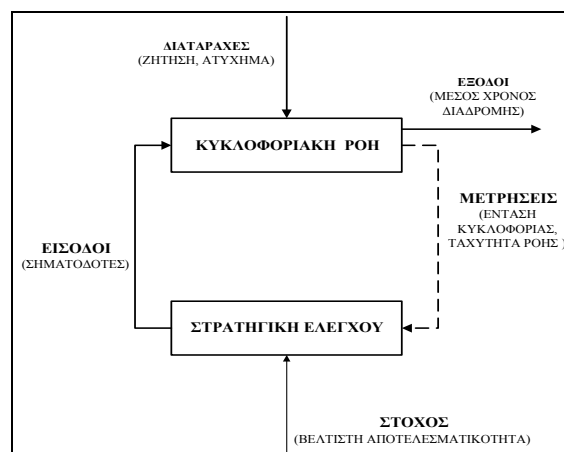 ΔΙΑΤΑΡΑΧΕΣ
(ΖΗΤΗΣΗ, ΑΤΥΧΗΜΑ)
ΕΞΟΔΟΙ
(ΜΕΣΟΣ ΧΡΟΝΟΣ
ΔΙΑΔΡΟΜΗΣ)
ΚΥΚΛΟΦΟΡΙΑΚΗ ΡΟΗ
ΜΕΤΡΗΣΕΙΣ
(ΕΝΤΑΣΗ
ΚΥΚΛΟΦΟΡΙΑΣ,
ΤΑΧΥΤΗΤΑ ΡΟΗΣ )
ΕΙΣΟΔΟΙ
(ΣΗΜΑΤΟΔΟΤΕΣ)
ΣΤΡΑΤΗΓΙΚΗ ΕΛΕΓΧΟΥ
ΣΤΟΧΟΣ
(ΒΕΛΤΙΣΤΗ ΑΠΟΤΕΛΕΣΜΑΤΙΚΟΤΗΤΑ)